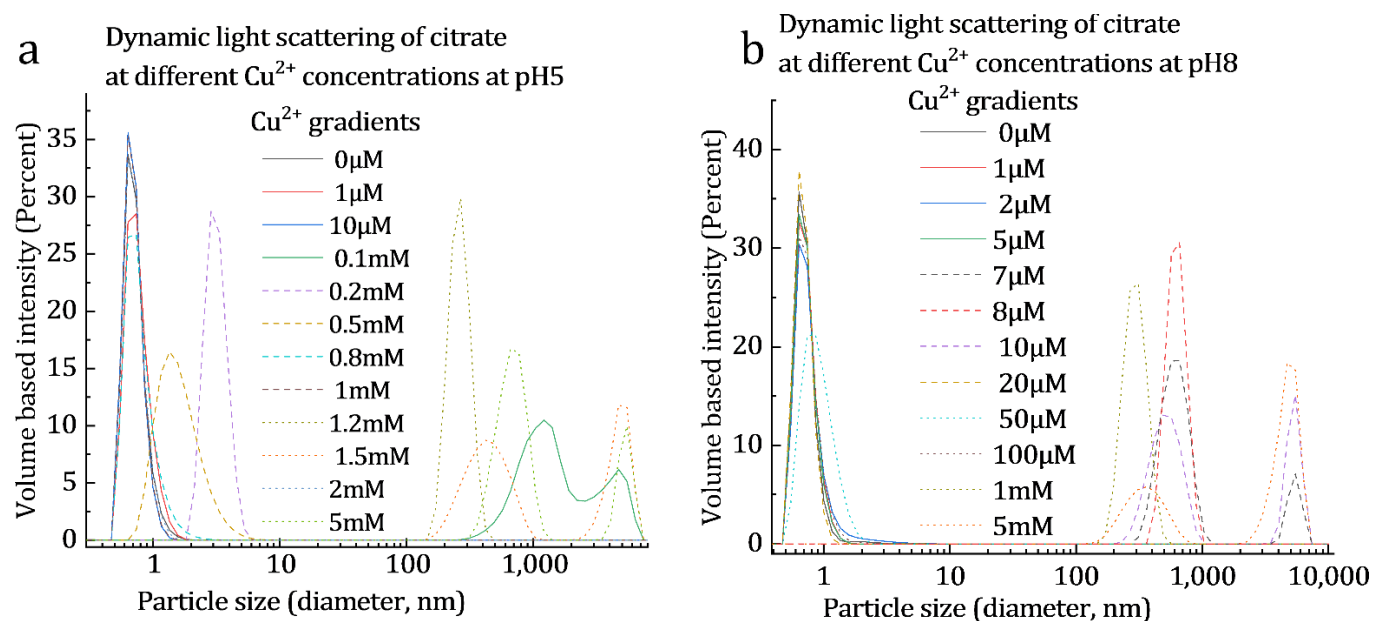 a
Dynamic light scattering of citrate
at different Cu²⁺ concentrations at pH5
Volume based intensity (Percent)
35
30
25
20
15
10
5
0
Cu²⁺ gradients
0µM
1µM
10µM
0.1mM
0.2mM
0.5mM
0.8mM
1mM
1.2mM
1.5mM
2mM
5mM
1
10
100
1,000
Particle size (diameter, nm)
b
Dynamic light scattering of citrate
at different Cu²⁺ concentrations at pH8
Volume based intensity (Percent)
40
30
20
10
0
Cu²⁺ gradients
0µM
1µM
2µM
5µM
7µM
8µM
10µM
20µM
50µM
100µM
1mM
5mM
1
10
100
1,000
10,000
Particle size (diameter, nm)